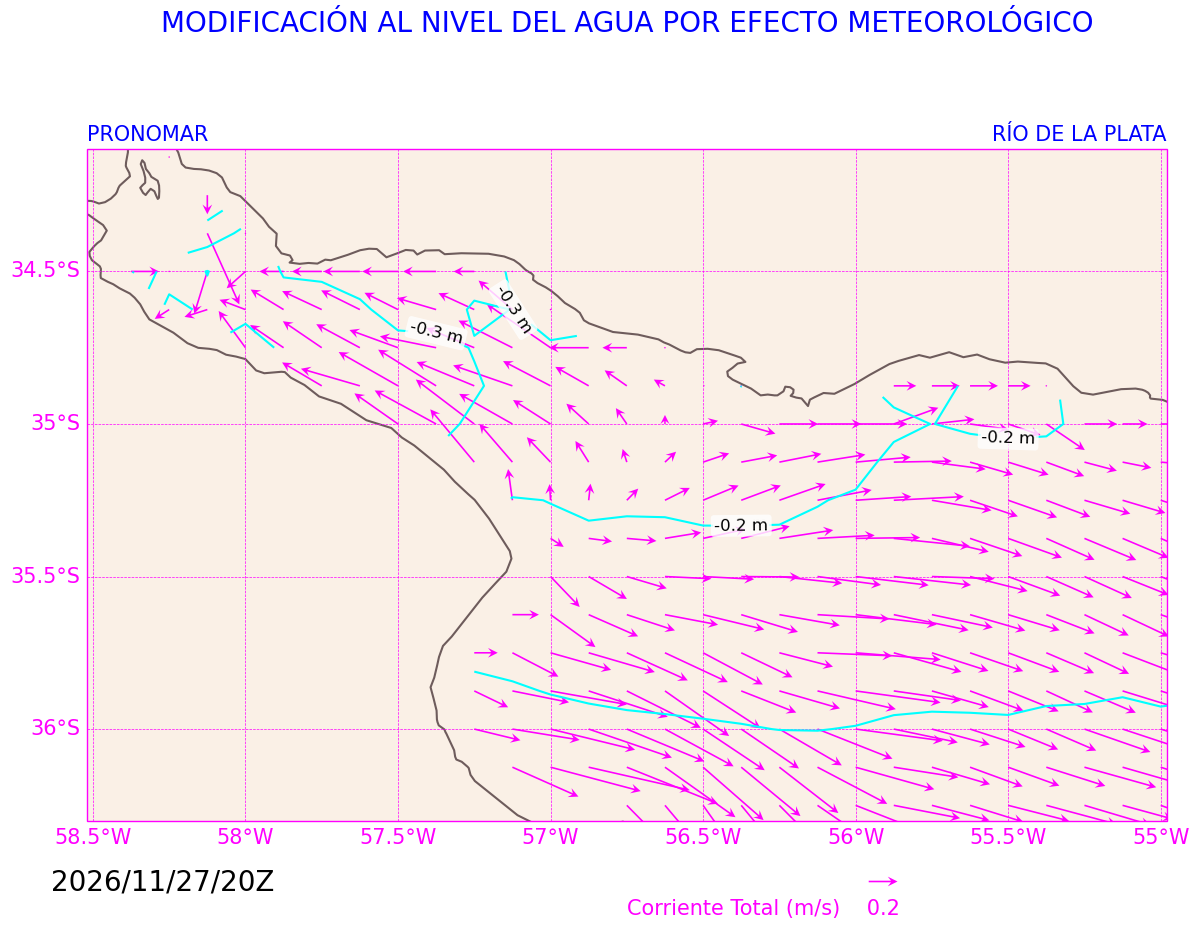 MODIFICACIÓN AL NIVEL DEL AGUA POR EFECTO METEOROLÓGICO
PRONOMAR
RÍO DE LA PLATA
34.5°S
-0.3 m
-0.3 m
35°S
-0.2 m
-0.2 m
35.5°S
36°S
58.5°W 58°W 57.5°W 57°W 56.5°W 56°W 55.5°W 55°W
2026/11/27/20Z
Corriente Total (m/s) 0.2